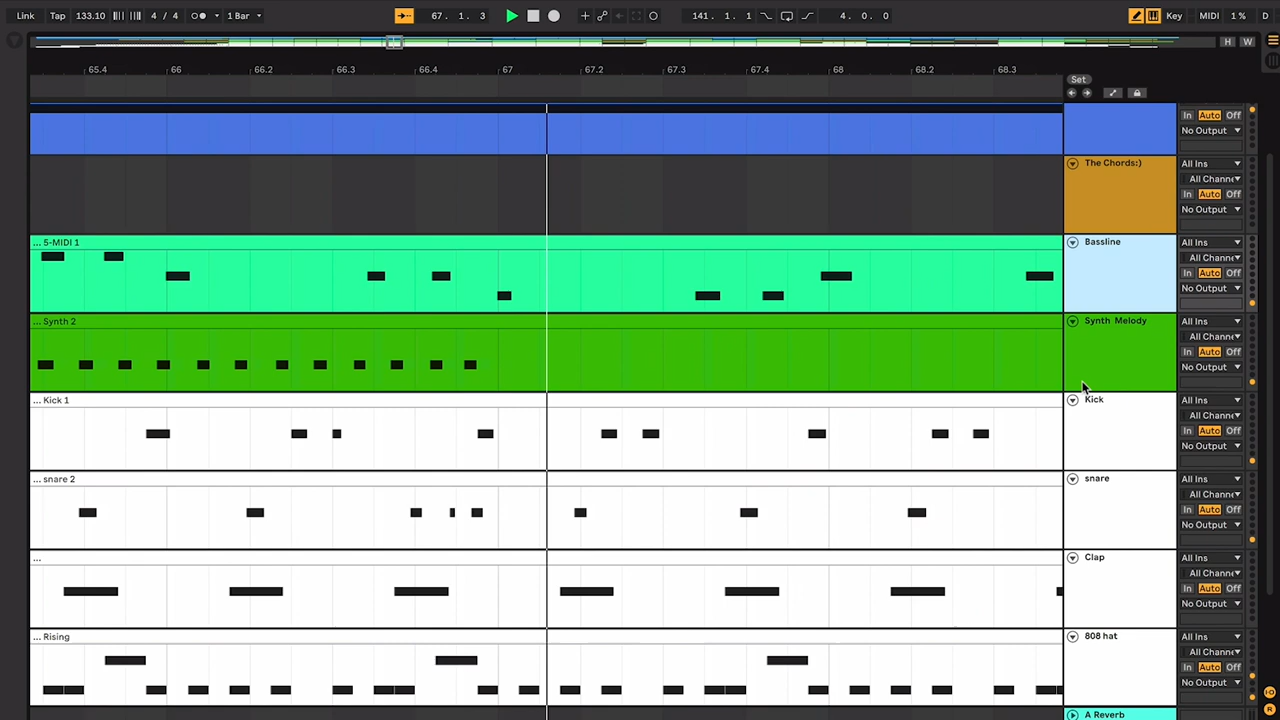 Link Tap 133.10 4 / 4 1 Bar 67. 1. 3 141. 1. 1 4. 0. 0 Key MIDI 1 % D
H W
65.4 66 66.2 66.3 66.4 67 67.2 67.3 67.4 68 68.2 68.3
Set
In Auto Off
No Output
The Chords:) All Ins
All Channe
In Auto Off
No Output
... 5-MIDI 1 Bassline All Ins
All Channe
In Auto Off
No Output
... Synth 2 Synth Melody All Ins
All Channe
In Auto Off
No Output
... Kick 1 Kick All Ins
All Channe
In Auto Off
No Output
... snare 2 snare All Ins
All Channe
In Auto Off
No Output
... Clap All Ins
All Channe
In Auto Off
No Output
... Rising 808 hat All Ins
All Channe
In Auto Off
No Output
A Reverb
R